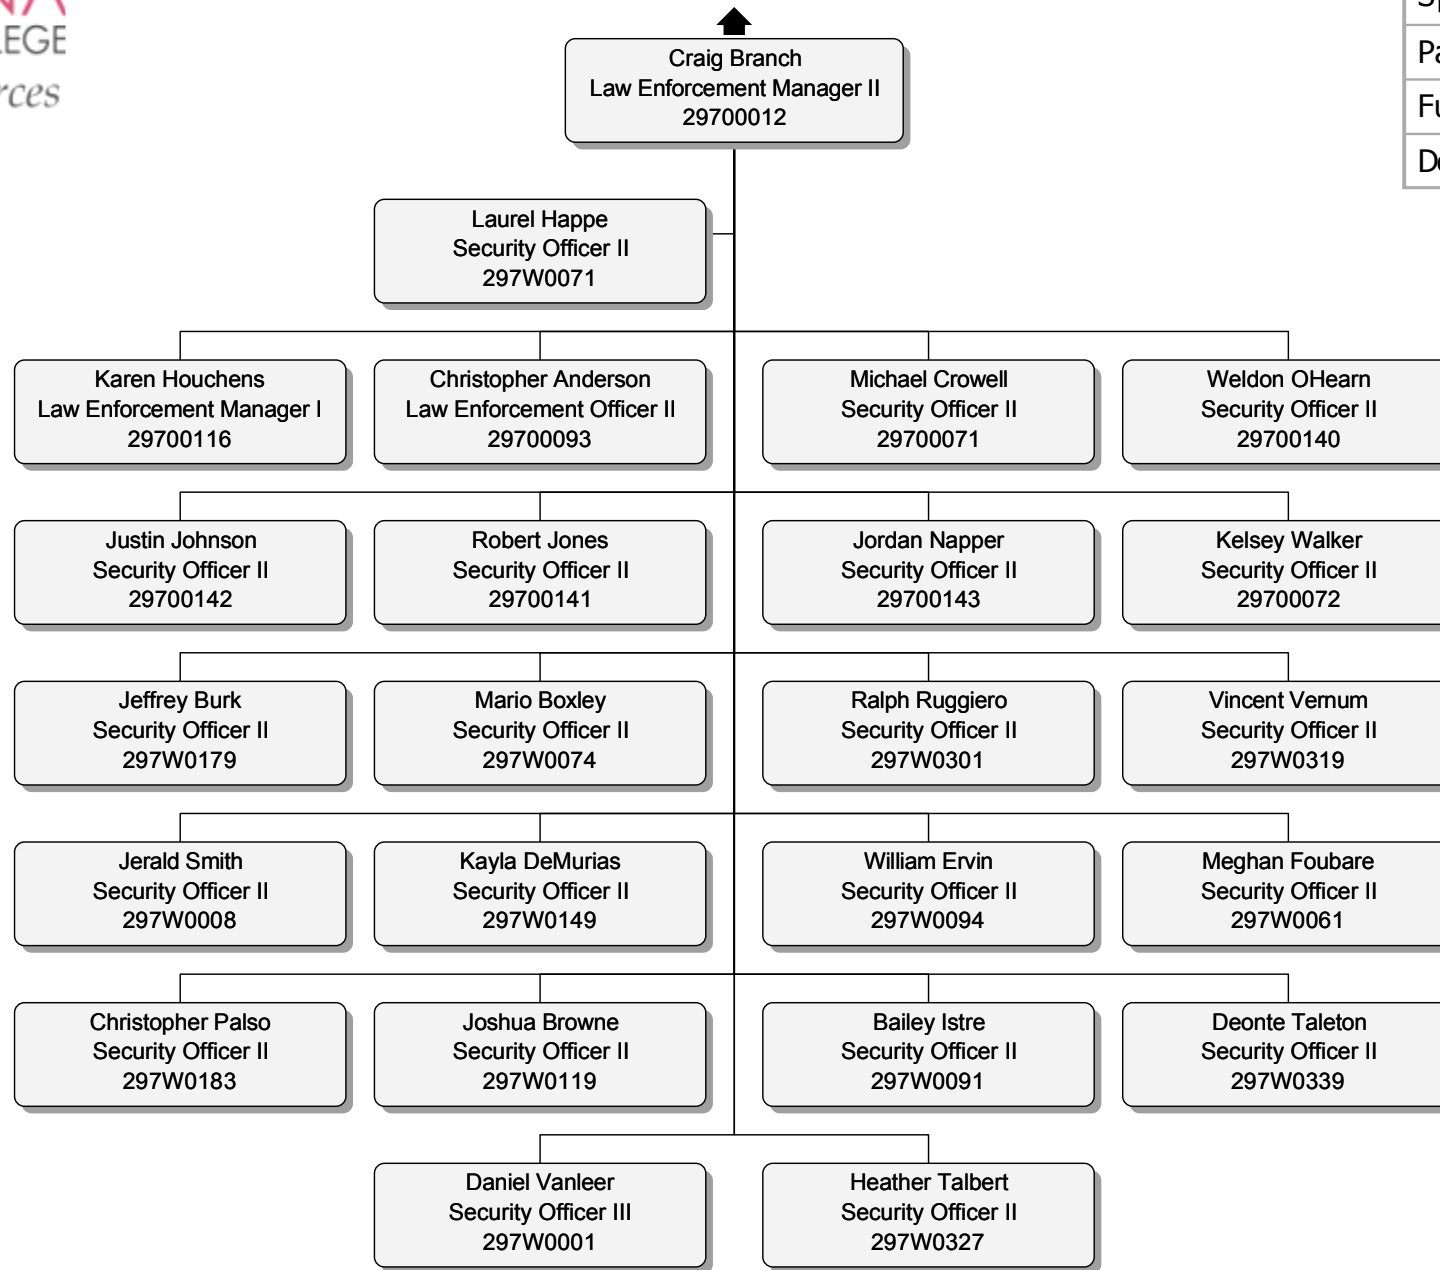 EGE
rces
Craig Branch
Law Enforcement Manager II
29700012
Laurel Happe
Security Officer II
297W0071
Karen Houchens
Law Enforcement Manager I
29700116
Christopher Anderson
Law Enforcement Officer II
29700093
Michael Crowell
Security Officer II
29700071
Weldon OHearn
Security Officer II
29700140
Justin Johnson
Security Officer II
29700142
Robert Jones
Security Officer II
29700141
Jordan Napper
Security Officer II
29700143
Kelsey Walker
Security Officer II
29700072
Jeffrey Burk
Security Officer II
297W0179
Mario Boxley
Security Officer II
297W0074
Ralph Ruggiero
Security Officer II
297W0301
Vincent Vernum
Security Officer II
297W0319
Jerald Smith
Security Officer II
297W0008
Kayla DeMurias
Security Officer II
297W0149
William Ervin
Security Officer II
297W0094
Meghan Foubare
Security Officer II
297W0061
Christopher Palso
Security Officer II
297W0183
Joshua Browne
Security Officer II
297W0119
Bailey Istre
Security Officer II
297W0091
Deonte Taleton
Security Officer II
297W0339
Daniel Vanleer
Security Officer III
297W0001
Heather Talbert
Security Officer II
297W0327